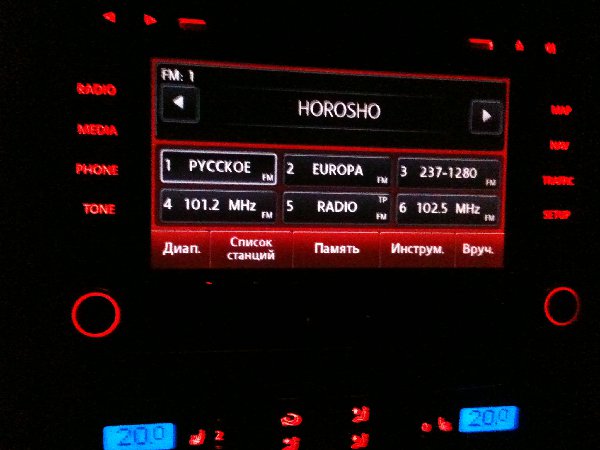 FM: 1
HOROSHO
RADIO
MEDIA
PHONE
TONE
MAP
NAV
TRAFFIC
SETUP
1 РУССКОЕ FM
2 EUROPA FM
3 237-1280 FM
4 101.2 MHz FM
5 RADIO TP FM
6 102.5 MHz FM
Диап.
Список
станций
Память
Инструм.
Вруч.
20.0
2
20.0